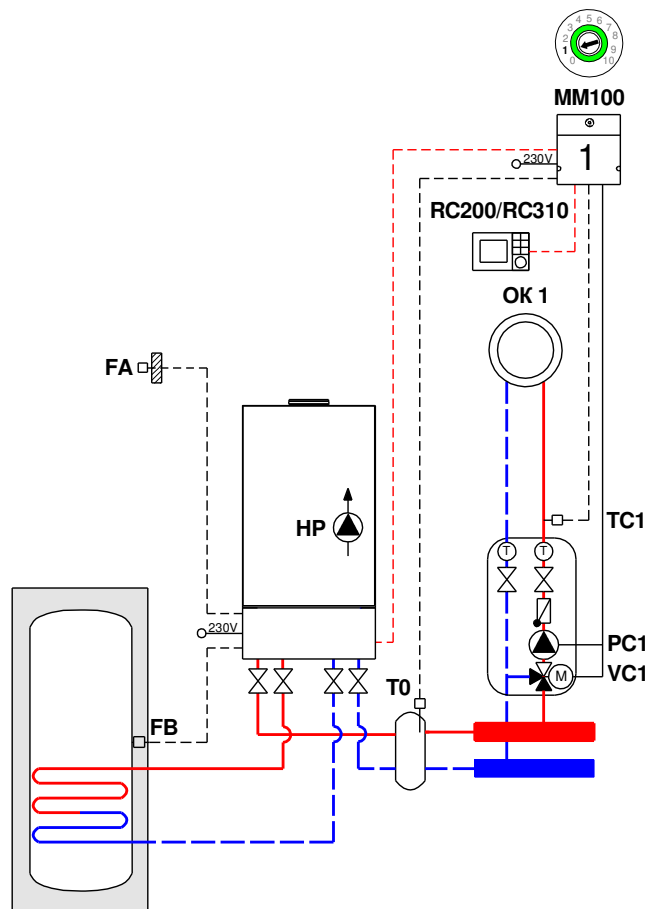 4 5 6
3 7
2 8
1 9
0 10
MM100
230V
1
RC200/RC310
ОК 1
FA
HP
TC1
T T
230V
PC1
T0
M
VC1
FB